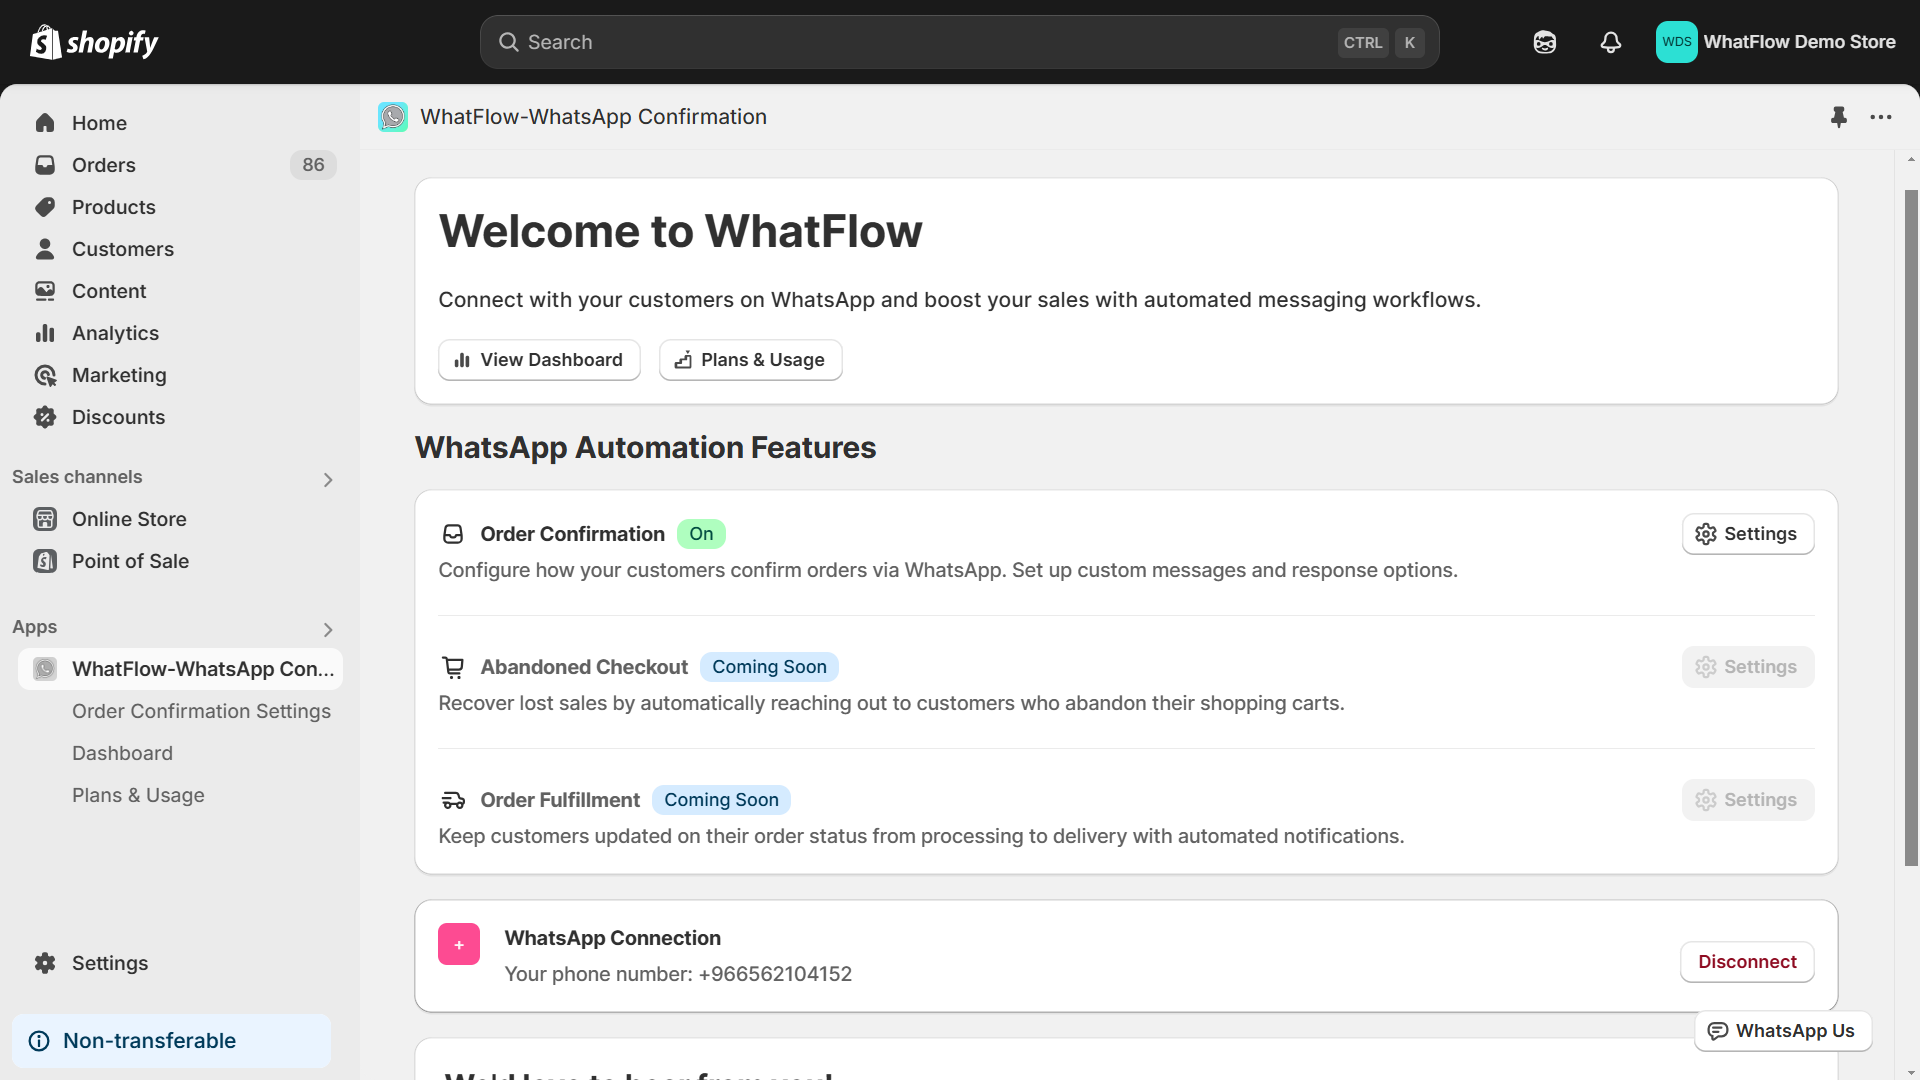 shopify
Search
CTRL K
WDS
WhatFlow Demo Store
Home
Orders
86
Products
Customers
Content
Analytics
Marketing
Discounts
Sales channels
Online Store
Point of Sale
Apps
WhatFlow-WhatsApp Con...
Order Confirmation Settings
Dashboard
Plans & Usage
Settings
Non-transferable
WhatFlow-WhatsApp Confirmation
Welcome to WhatFlow
Connect with your customers on WhatsApp and boost your sales with automated messaging workflows.
View Dashboard
Plans & Usage
WhatsApp Automation Features
Order Confirmation
On
Settings
Configure how your customers confirm orders via WhatsApp. Set up custom messages and response options.
Abandoned Checkout
Coming Soon
Settings
Recover lost sales by automatically reaching out to customers who abandon their shopping carts.
Order Fulfillment
Coming Soon
Settings
Keep customers updated on their order status from processing to delivery with automated notifications.
+
WhatsApp Connection
Your phone number: +966562104152
Disconnect
WhatsApp Us